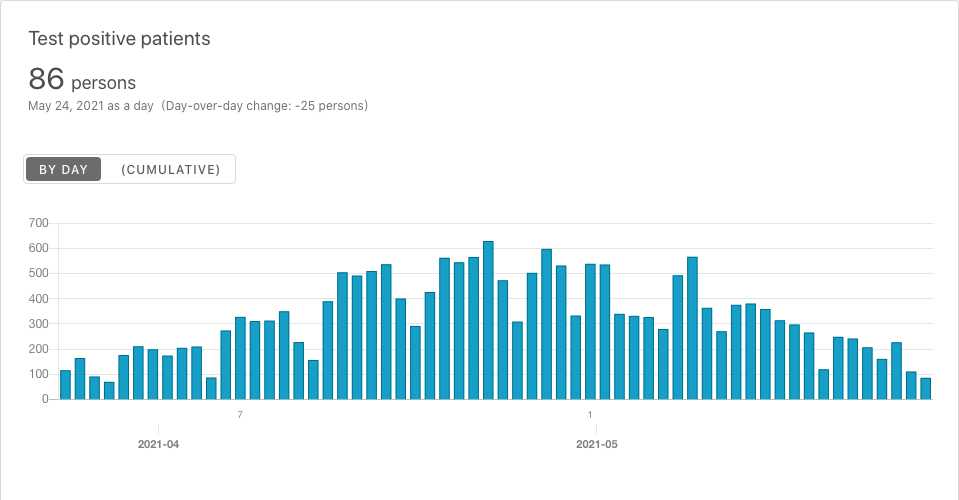 Test positive patients
86 persons
May 24, 2021 as a day (Day-over-day change: -25 persons)
BY DAY (CUMULATIVE)
700
600
500
400
300
200
100
0
7 1
2021-04 2021-05